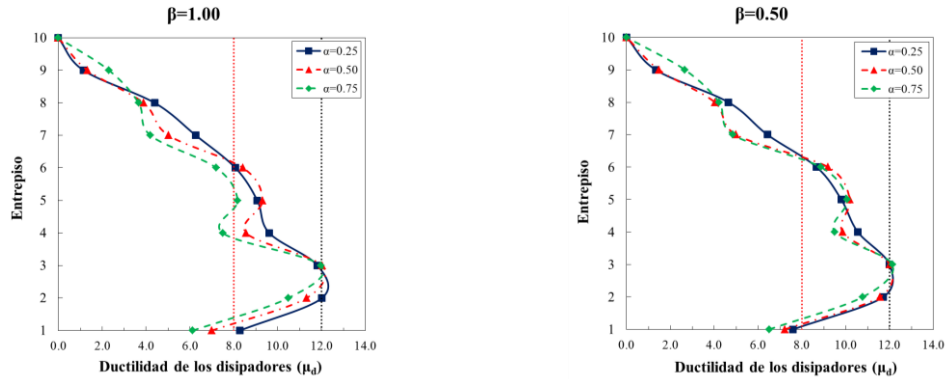 β=1.00
10
9
8
7
6
5
4
3
2
1
Entrepiso
α=0.25
α=0.50
α=0.75
0.0 2.0 4.0 6.0 8.0 10.0 12.0 14.0
Ductilidad de los disipadores (μd)
β=0.50
10
9
8
7
6
5
4
3
2
1
Entrepiso
α=0.25
α=0.50
α=0.75
0.0 2.0 4.0 6.0 8.0 10.0 12.0 14.0
Ductilidad de los disipadores (μd)